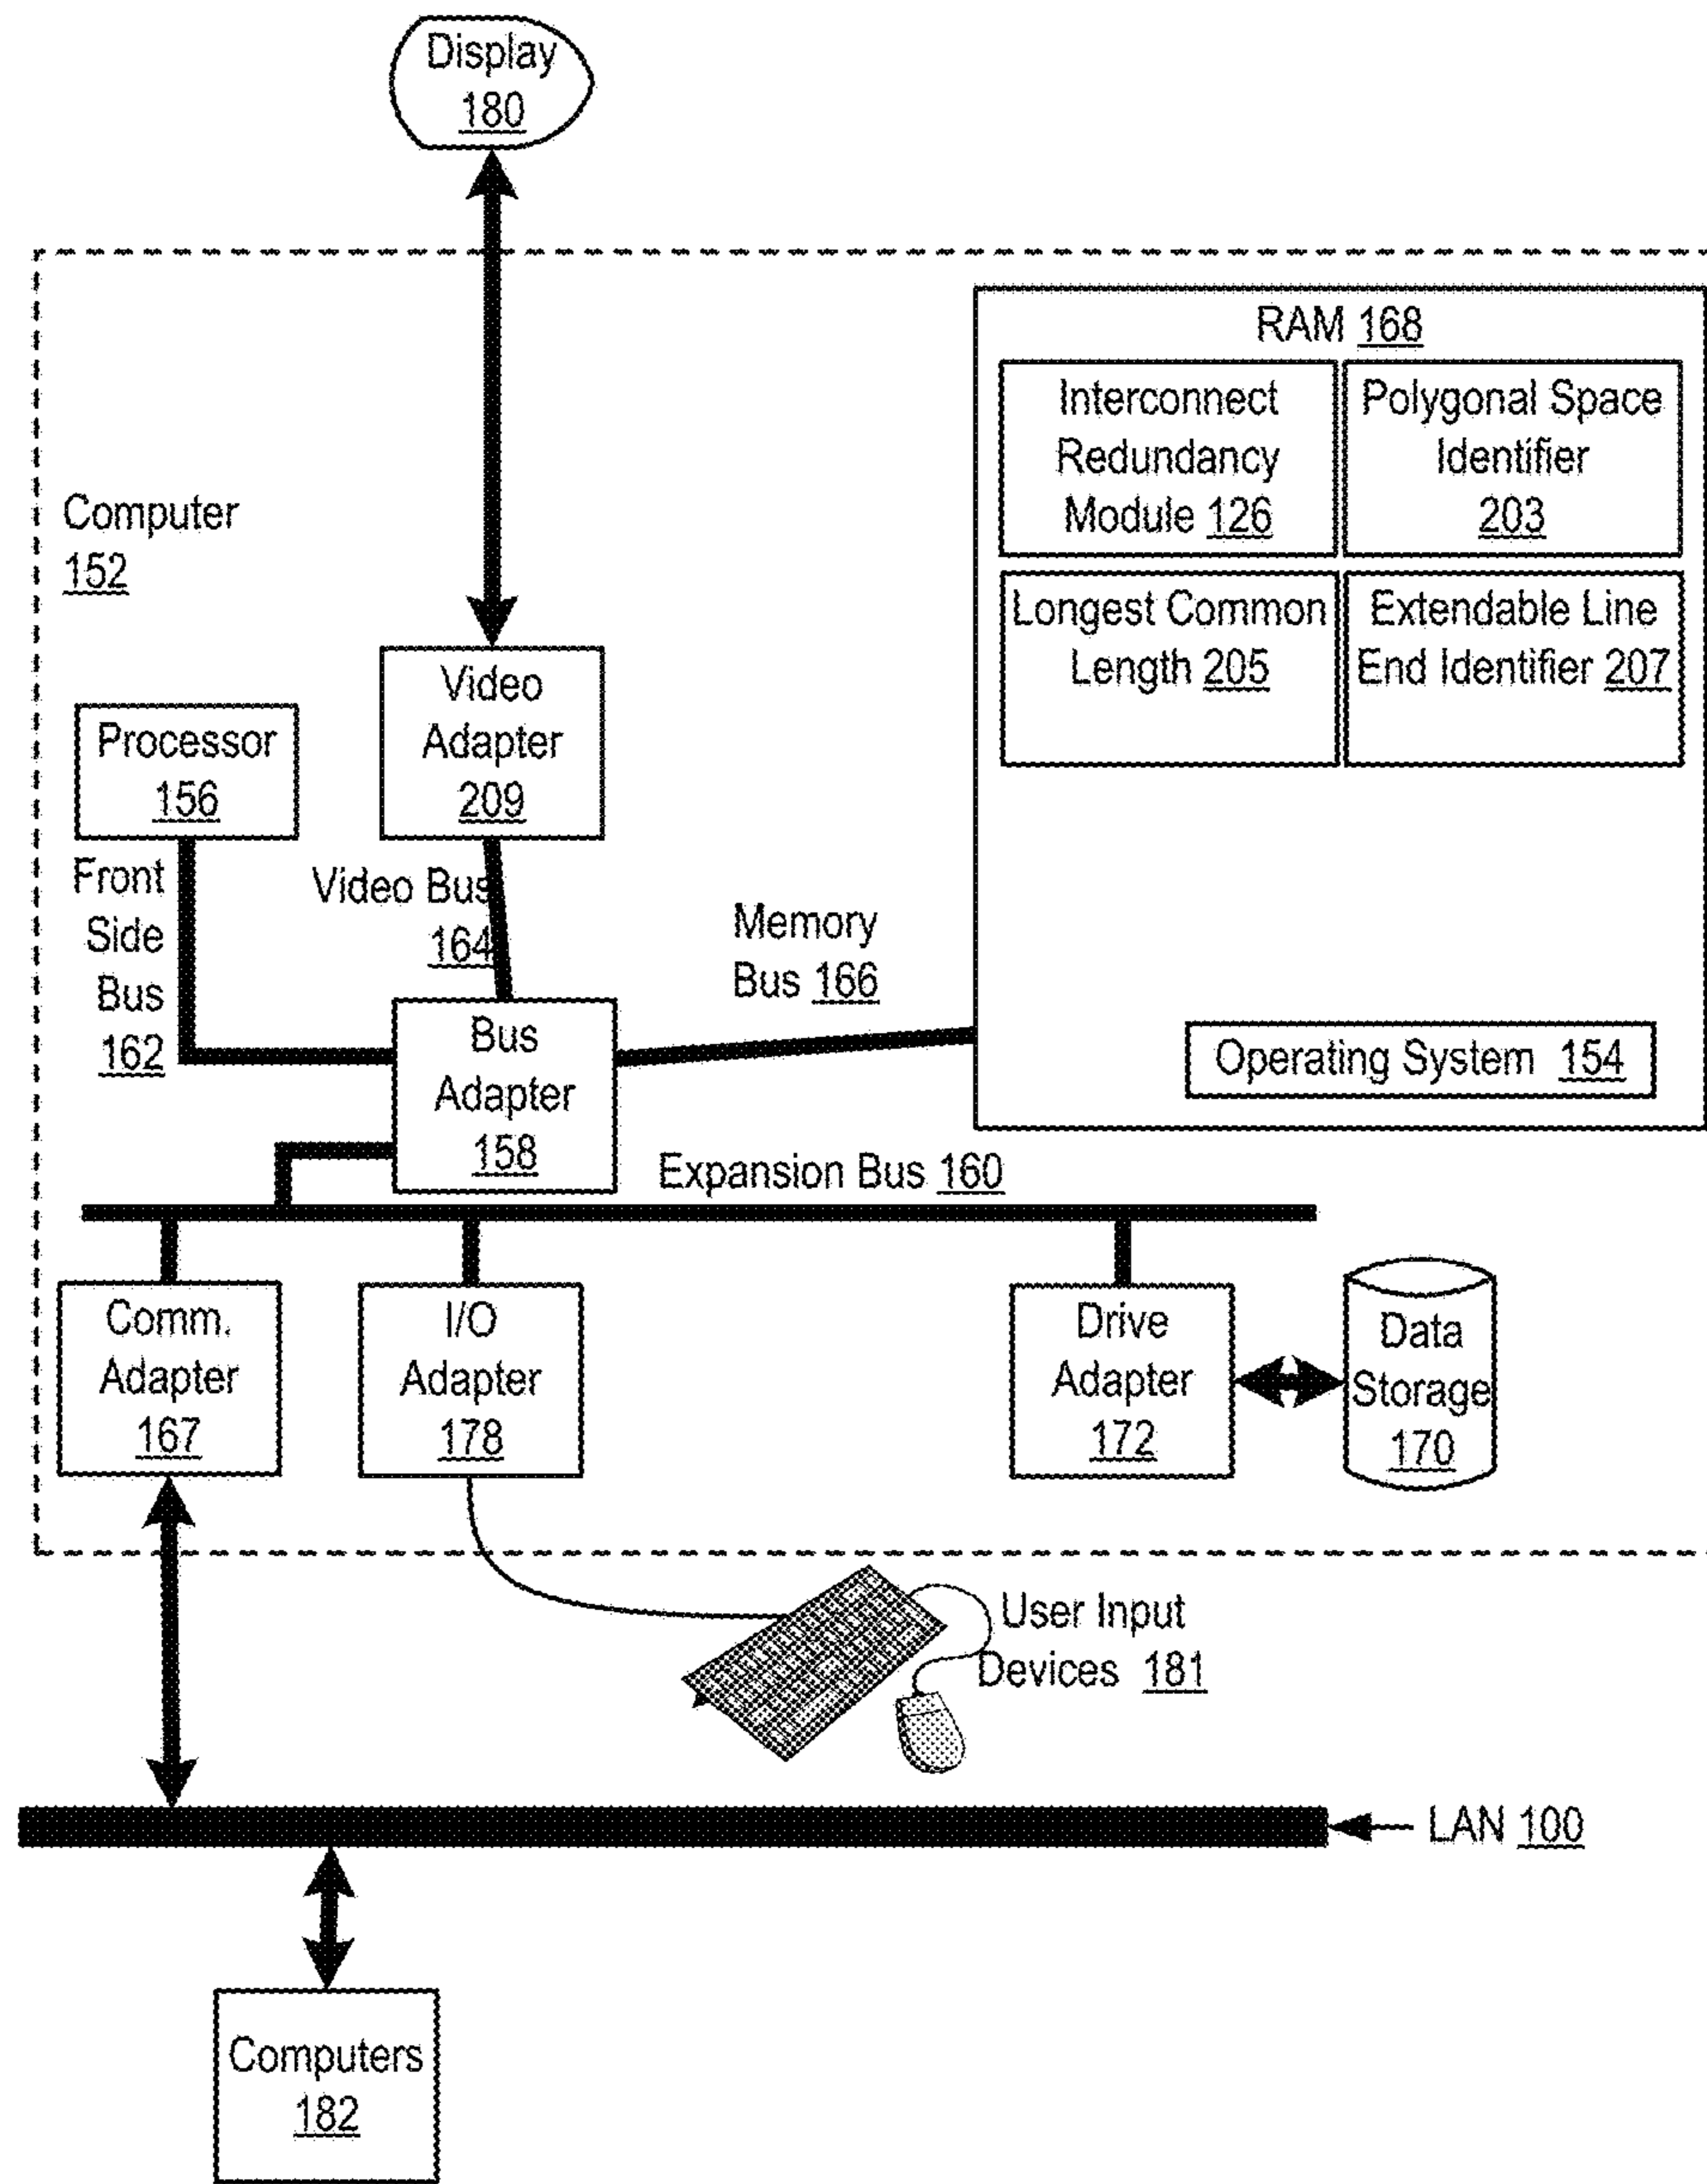 Display
180
RAM 168
Interconnect
Redundancy
Module 126
Polygonal Space
Identifier
203
Longest Common
Length 205
Extendable Line
End Identifier 207
Operating System 154
Computer
152
Video
Adapter
209
Processor
156
Front
Side
Bus
162
Video Bus
164
Memory
Bus 166
Bus
Adapter
158
Expansion Bus 160
Comm.
Adapter
167
I/O
Adapter
178
Drive
Adapter
172
Data
Storage
170
User Input
Devices 181
LAN 100
Computers
182